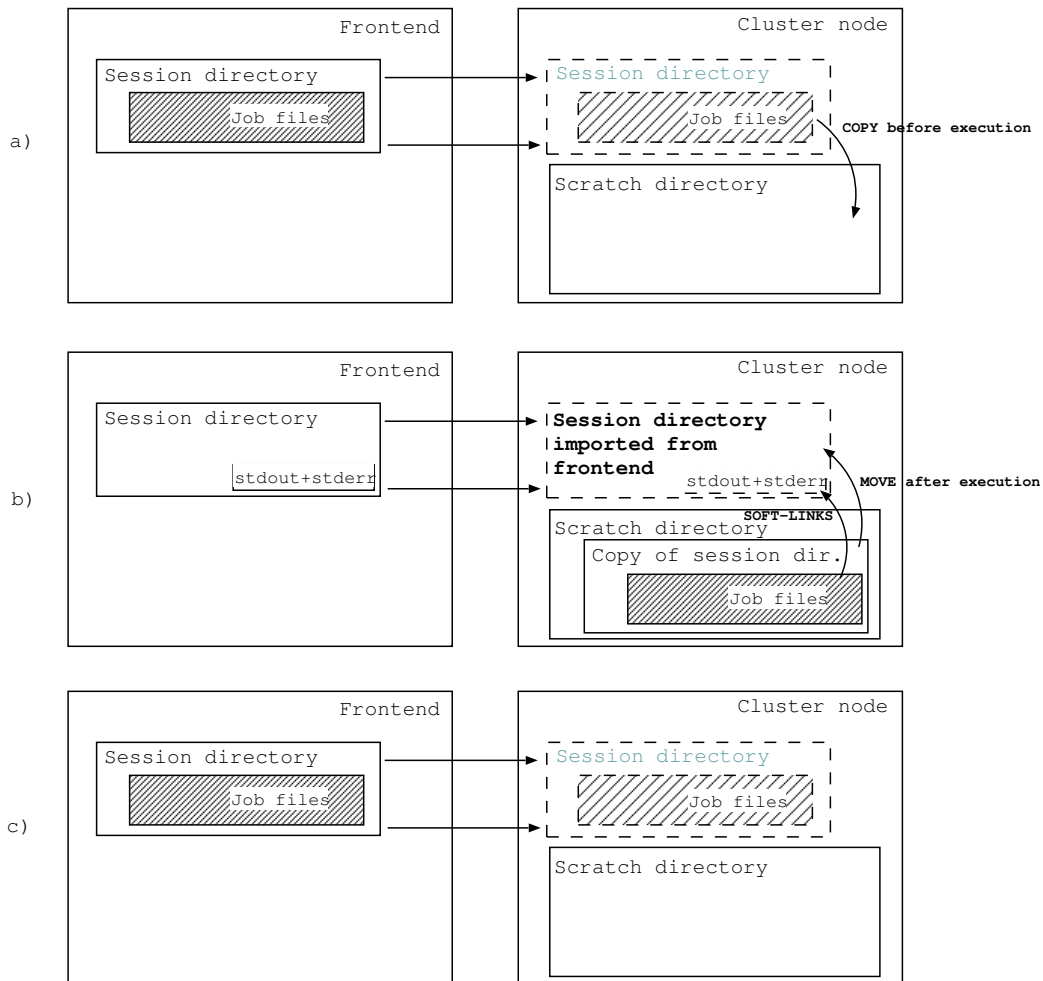 Frontend
Cluster node
Session directory
Session directory
Job files
Job files
a)
COPY before execution
Scratch directory
Frontend
Cluster node
Session directory
Session directory
imported from
frontend
stdout+stderr
stdout+stderr
MOVE after execution
b)
SOFT-LINKS
Scratch directory
Copy of session dir.
Job files
Frontend
Cluster node
Session directory
Session directory
Job files
Job files
c)
Scratch directory